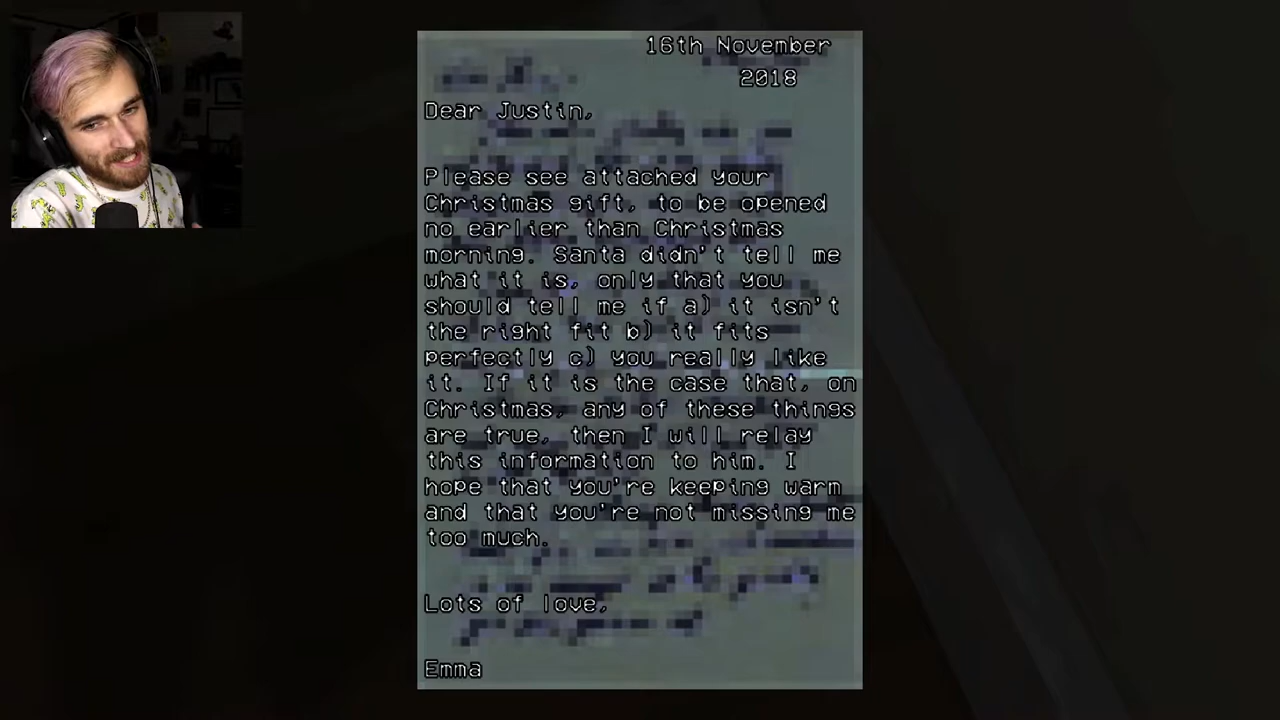 16th November
2018
Dear Justin,
Please see attached your
Christmas gift, to be opened
no earlier than Christmas
morning. Santa didn't tell me
what it is, only that you
should tell me if a) it isn't
the right fit b) it fits
perfectly c) you really like
it. If it is the case that, on
Christmas, any of these things
are true, then I will relay
this information to him. I
hope that you're keeping warm
and that you're not missing me
too much.
Lots of love,
Emma